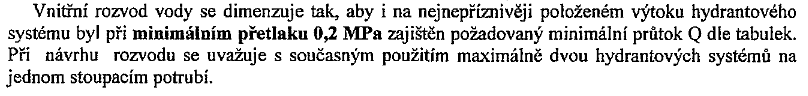 Vnitřní rozvod vody se dimenzuje tak, aby i na nejnepříznivěji položeném výtoku hydrantového
systému byl při minimálním přetlaku 0,2 MPa zajištěn požadovaný minimální průtok Q dle tabulek.
Při návrhu rozvodu se uvažuje s současným použitím maximálně dvou hydrantových systémů na
jednom stoupacím potrubí.